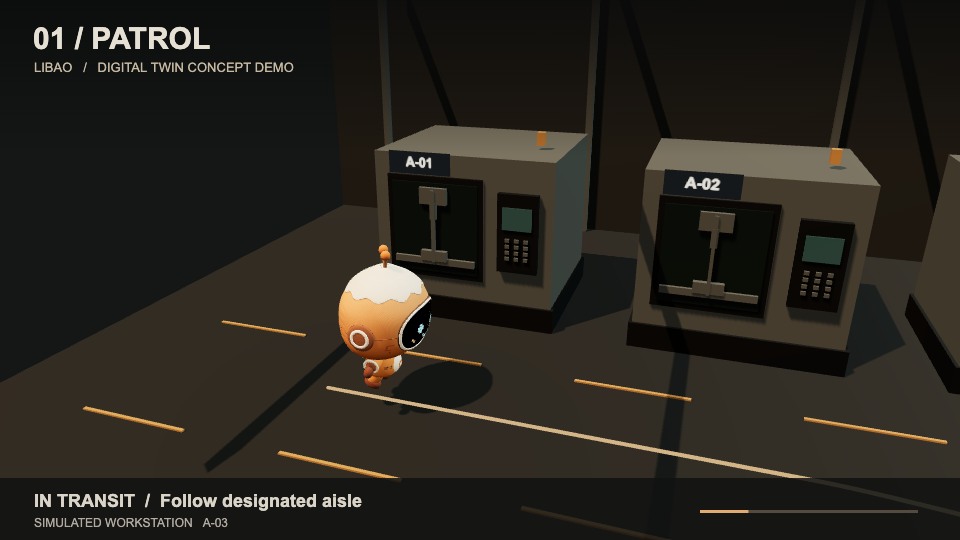 01 / PATROL
LIBAO / DIGITAL TWIN CONCEPT DEMO
A-01
A-02
IN TRANSIT / Follow designated aisle
SIMULATED WORKSTATION A-03